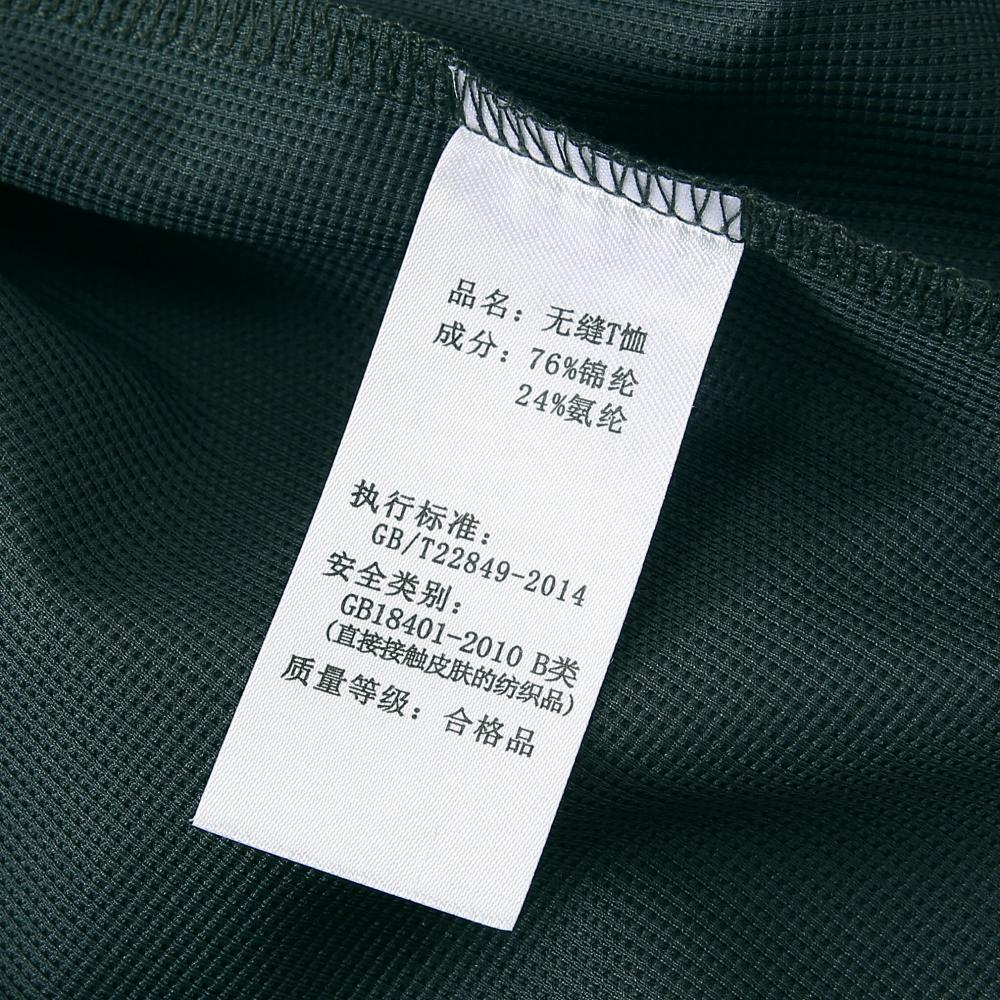 品名：无缝T恤
成分：76%锦纶
24%氨纶
执行标准：
GB/T22849-2014
安全类别：
GB18401-2010 B类
(直接接触皮肤的纺织品)
质量等级：合格品